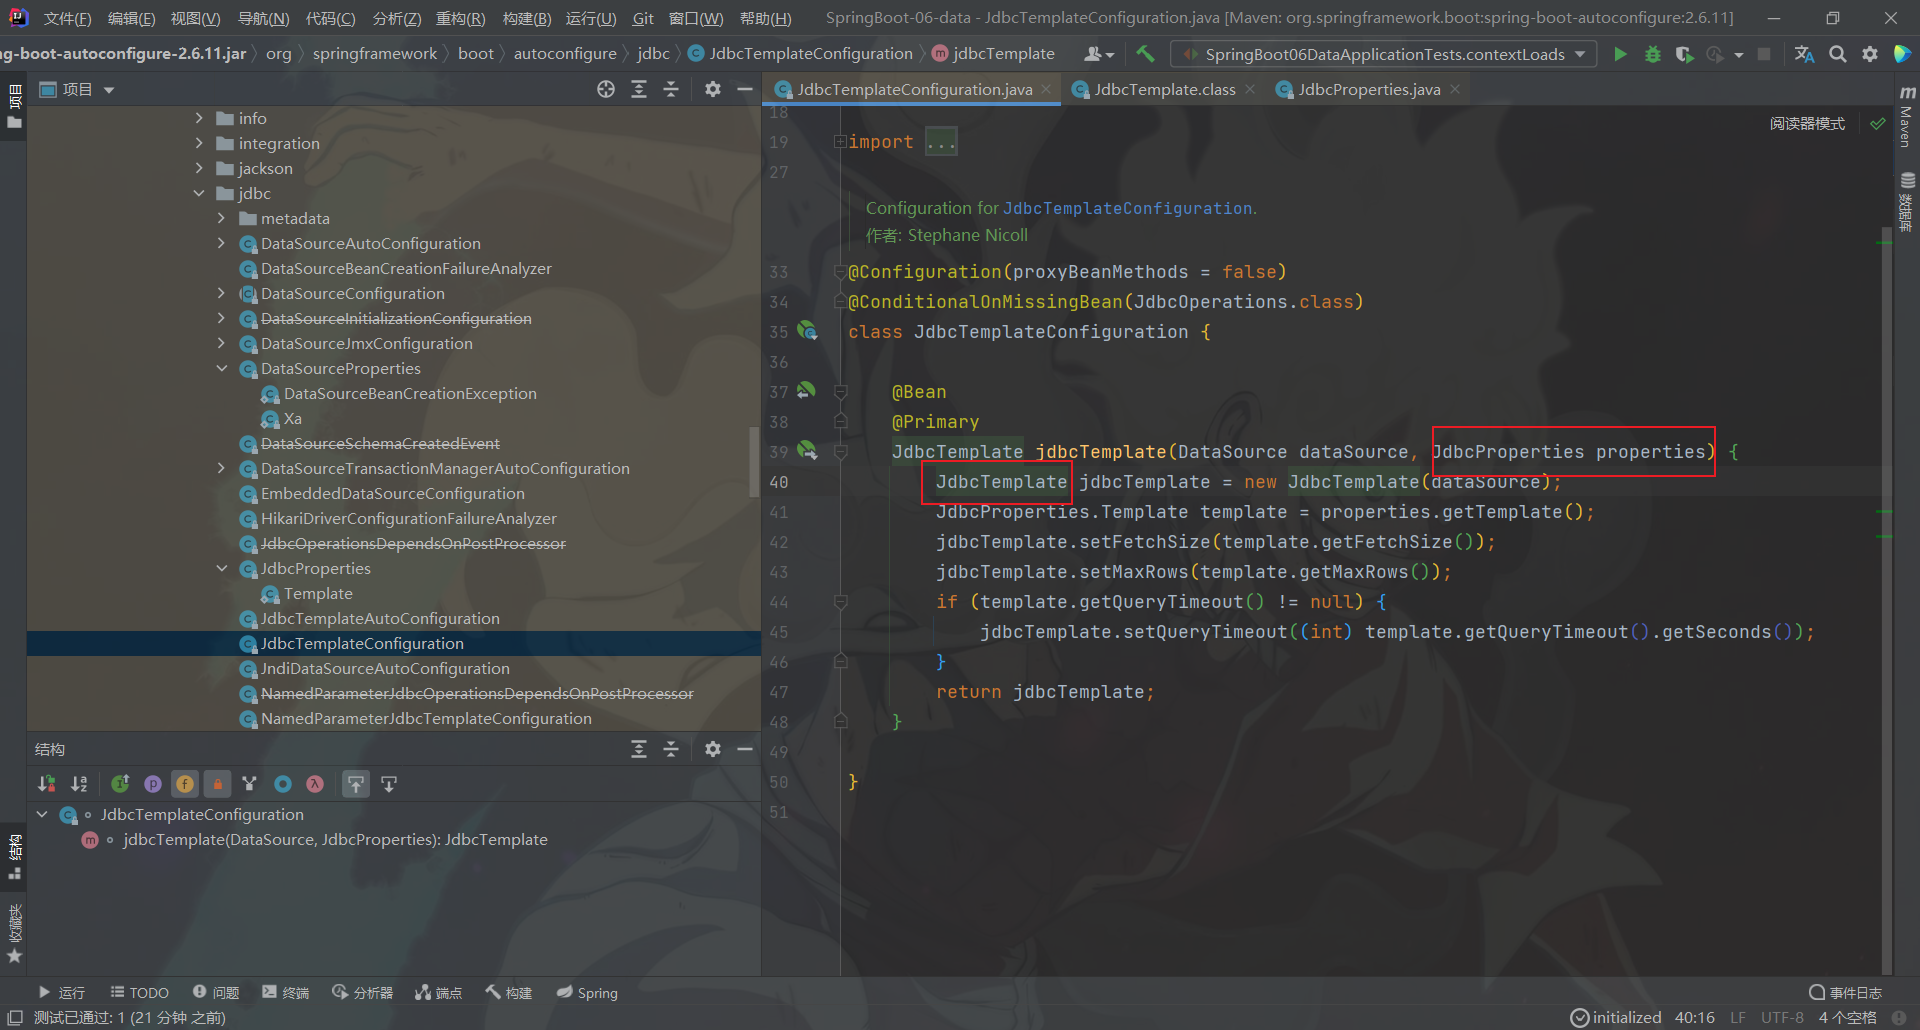 文件(F) 编辑(E) 视图(V) 导航(N) 代码(C) 分析(Z) 重构(R) 构建(B) 运行(U) Git 窗口(W) 帮助(H) SpringBoot-06-data - JdbcTemplateConfiguration.java [Maven: org.springframework.boot:spring-boot-autoconfigure:2.6.11]
ng-boot-autoconfigure-2.6.11.jar org springframework boot autoconfigure jdbc JdbcTemplateConfiguration jdbcTemplate SpringBoot06DataApplicationTests.contextLoads
项目
项目
info
integration
jackson
jdbc
metadata
DataSourceAutoConfiguration
DataSourceBeanCreationFailureAnalyzer
DataSourceConfiguration
DataSourceInitializationConfiguration
DataSourceJmxConfiguration
DataSourceProperties
DataSourceBeanCreationException
Xa
DataSourceSchemaCreatedEvent
DataSourceTransactionManagerAutoConfiguration
EmbeddedDataSourceConfiguration
HikariDriverConfigurationFailureAnalyzer
JdbcOperationsDependsOnPostProcessor
JdbcProperties
Template
JdbcTemplateAutoConfiguration
JdbcTemplateConfiguration
JndiDataSourceAutoConfiguration
NamedParameterJdbcOperationsDependsOnPostProcessor
NamedParameterJdbcTemplateConfiguration
结构
JdbcTemplateConfiguration
jdbcTemplate(DataSource, JdbcProperties): JdbcTemplate
结构
收藏夹
JdbcTemplateConfiguration.java JdbcTemplate.class JdbcProperties.java
阅读器模式
18
19 import ...
27
Configuration for JdbcTemplateConfiguration.
作者: Stephane Nicoll
33 @Configuration(proxyBeanMethods = false)
34 @ConditionalOnMissingBean(JdbcOperations.class)
35 class JdbcTemplateConfiguration {
36
37 @Bean
38 @Primary
39 JdbcTemplate jdbcTemplate(DataSource dataSource, JdbcProperties properties) {
40 JdbcTemplate jdbcTemplate = new JdbcTemplate(dataSource);
41 JdbcProperties.Template template = properties.getTemplate();
42 jdbcTemplate.setFetchSize(template.getFetchSize());
43 jdbcTemplate.setMaxRows(template.getMaxRows());
44 if (template.getQueryTimeout() != null) {
45 jdbcTemplate.setQueryTimeout((int) template.getQueryTimeout().getSeconds());
46 }
47 return jdbcTemplate;
48 }
49
50 }
51
Maven
数据库
运行 TODO 问题 终端 分析器 端点 构建 Spring 事件日志
测试已通过: 1 (21 分钟 之前) initialized 40:16 LF UTF-8 4 个空格